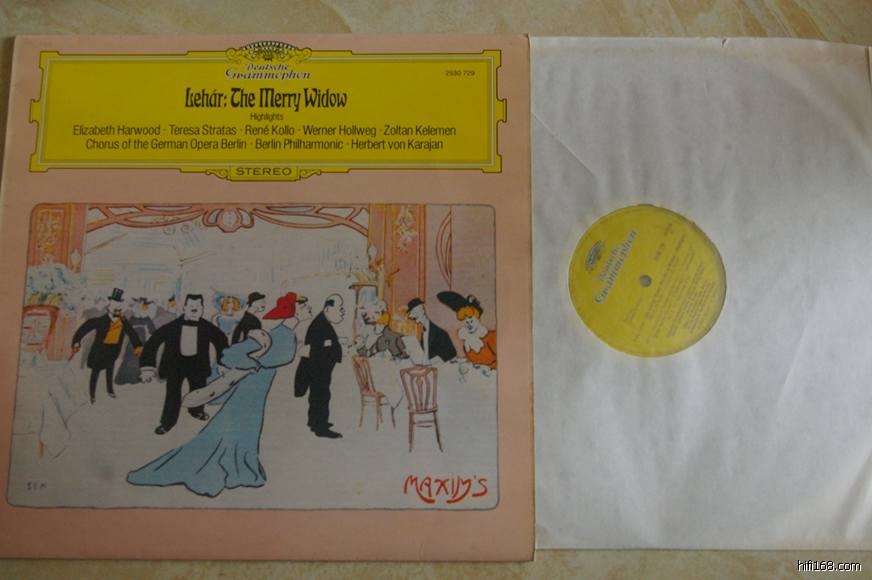 Deutsche
Grammophon
2530 729
Lehár: The Merry Widow
Highlights
Elizabeth Harwood · Teresa Stratas · René Kollo · Werner Hollweg · Zoltan Kelemen
Chorus of the German Opera Berlin · Berlin Philharmonic · Herbert von Karajan
STEREO
SEM
MAXIM'S
Deutsche
Grammophon
hifi168.com